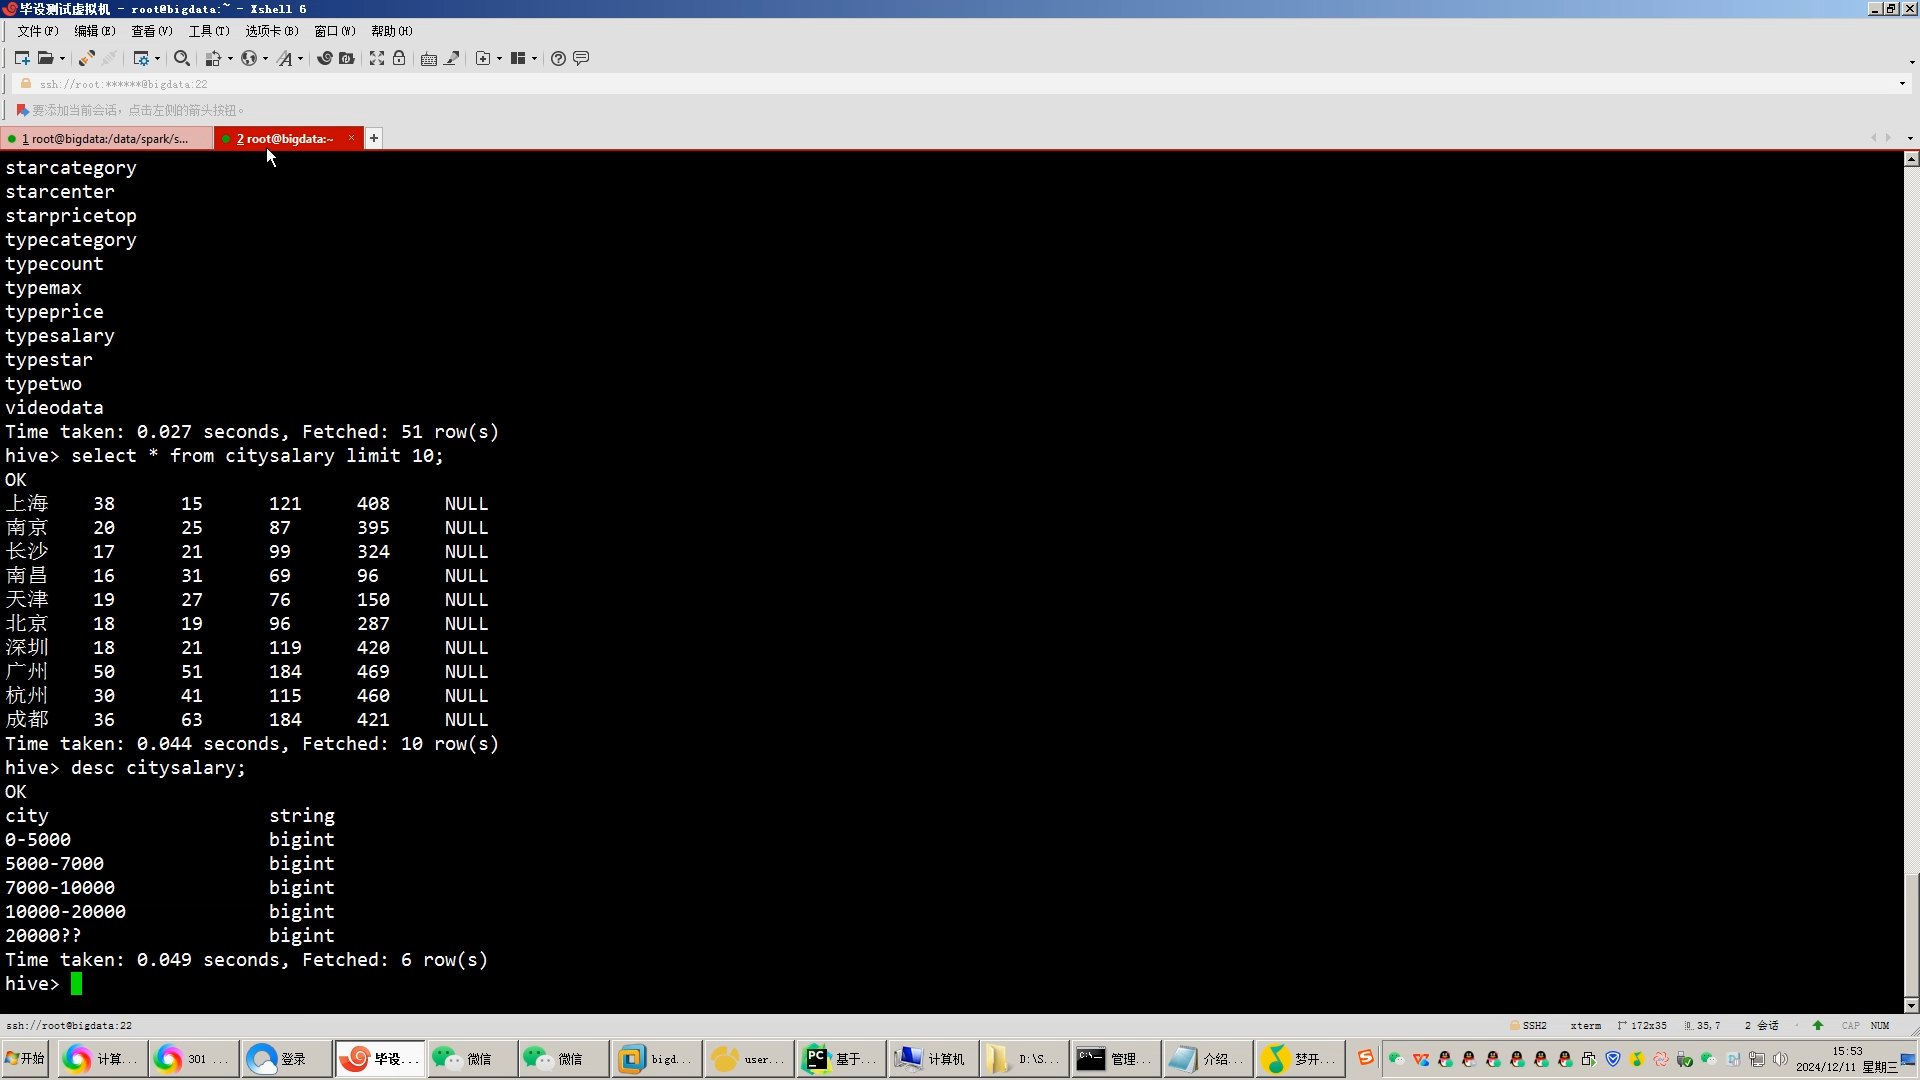 毕设测试虚拟机 - root@bigdata:~ - Xshell 6
文件(F) 编辑(E) 查看(V) 工具(T) 选项卡(B) 窗口(W) 帮助(H)
ssh://root:******@bigdata:22
要添加当前会话，点击左侧的箭头按钮。
1 root@bigdata:/data/spark/s... 2 root@bigdata:~ × +
starcategory
starcenter
starpricetop
typecategory
typecount
typemax
typeprice
typesalary
typestar
typetwo
videodata
Time taken: 0.027 seconds, Fetched: 51 row(s)
hive> select * from citysalary limit 10;
OK
上海 38 15 121 408 NULL
南京 20 25 87 395 NULL
长沙 17 21 99 324 NULL
南昌 16 31 69 96 NULL
天津 19 27 76 150 NULL
北京 18 19 96 287 NULL
深圳 18 21 119 420 NULL
广州 50 51 184 469 NULL
杭州 30 41 115 460 NULL
成都 36 63 184 421 NULL
Time taken: 0.044 seconds, Fetched: 10 row(s)
hive> desc citysalary;
OK
city string
0-5000 bigint
5000-7000 bigint
7000-10000 bigint
10000-20000 bigint
20000?? bigint
Time taken: 0.049 seconds, Fetched: 6 row(s)
hive>
ssh://root@bigdata:22 SSH2 xterm 172x35 35,7 2 会话 CAP NUM
开始 计算... 301 ... 登录 毕设... 微信 微信 bigd... user... 基于... 计算机 D:\S... 管理... 介绍... 梦开... 15:53
2024/12/11 星期三